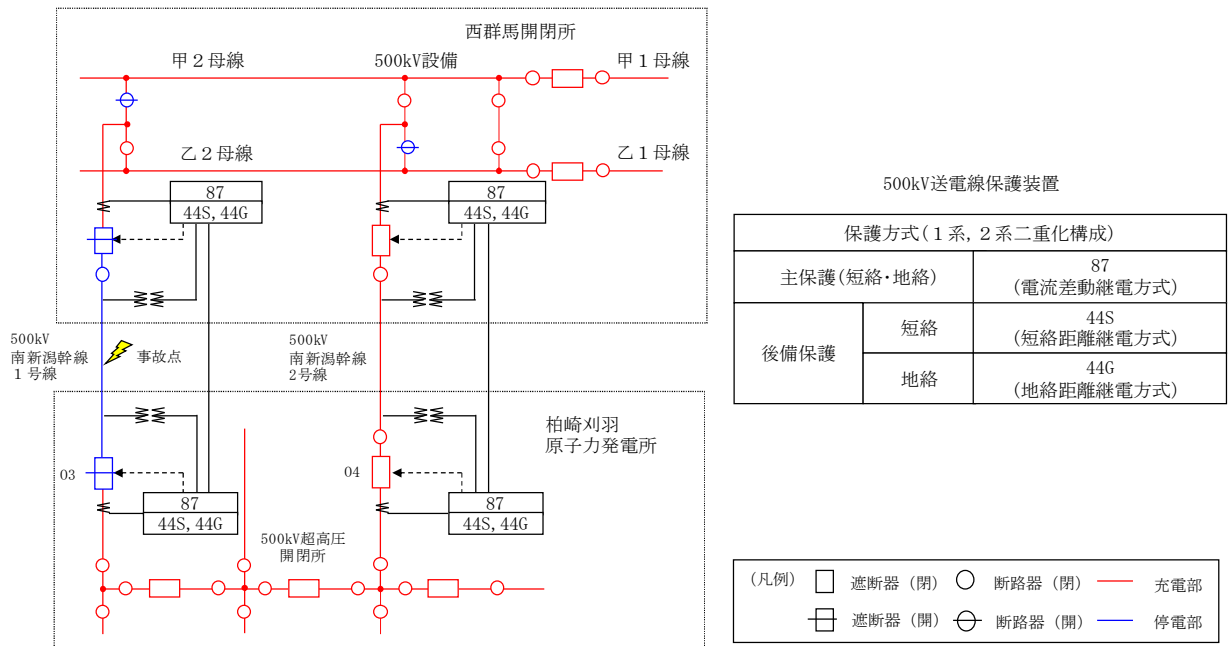 西群馬開閉所
甲２母線
500kV設備
甲１母線
乙２母線
乙１母線
87
44S, 44G
87
44S, 44G
500kV
南新潟幹線
１号線
事故点
500kV
南新潟幹線
2号線
柏崎刈羽
原子力発電所
03
04
87
44S, 44G
87
44S, 44G
500kV超高圧
開閉所
500kV送電線保護装置
保護方式(１系, ２系二重化構成)
主保護(短絡・地絡)
87
(電流差動継電方式)
後備保護
短絡
44S
(短絡距離継電方式)
地絡
44G
(地絡距離継電方式)
(凡例)
遮断器（閉）
断路器（閉）
充電部
遮断器（開）
断路器（開）
停電部